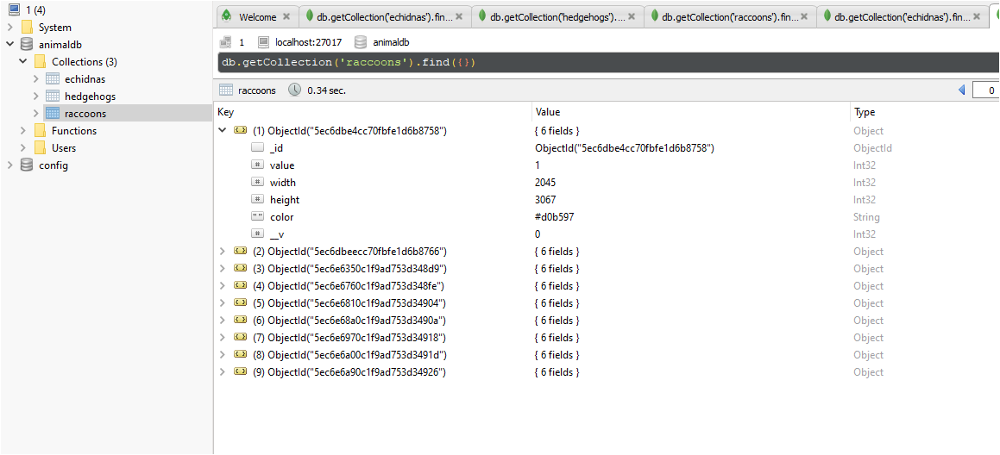 1 (4)
System
animaldb
Collections (3)
echidnas
hedgehogs
raccoons
Functions
Users
config
Welcome
db.getCollection('echidnas').fin...
db.getCollection('hedgehogs')....
db.getCollection('raccoons').fin...
db.getCollection('echidnas').fin...
1 localhost:27017 animaldb
db.getCollection('raccoons').find({})
raccoons 0.34 sec. 0
Key Value Type
(1) ObjectId("5ec6dbe4cc70fbfe1d6b8758") { 6 fields } Object
_id ObjectId("5ec6dbe4cc70fbfe1d6b8758") ObjectId
# value 1 Int32
# width 2045 Int32
# height 3067 Int32
"" color #d0b597 String
# __v 0 Int32
(2) ObjectId("5ec6dbeecc70fbfe1d6b8766") { 6 fields } Object
(3) ObjectId("5ec6e6350c1f9ad753d348d9") { 6 fields } Object
(4) ObjectId("5ec6e6760c1f9ad753d348fe") { 6 fields } Object
(5) ObjectId("5ec6e6810c1f9ad753d34904") { 6 fields } Object
(6) ObjectId("5ec6e68a0c1f9ad753d3490a") { 6 fields } Object
(7) ObjectId("5ec6e6970c1f9ad753d34918") { 6 fields } Object
(8) ObjectId("5ec6e6a00c1f9ad753d3491d") { 6 fields } Object
(9) ObjectId("5ec6e6a90c1f9ad753d34926") { 6 fields } Object